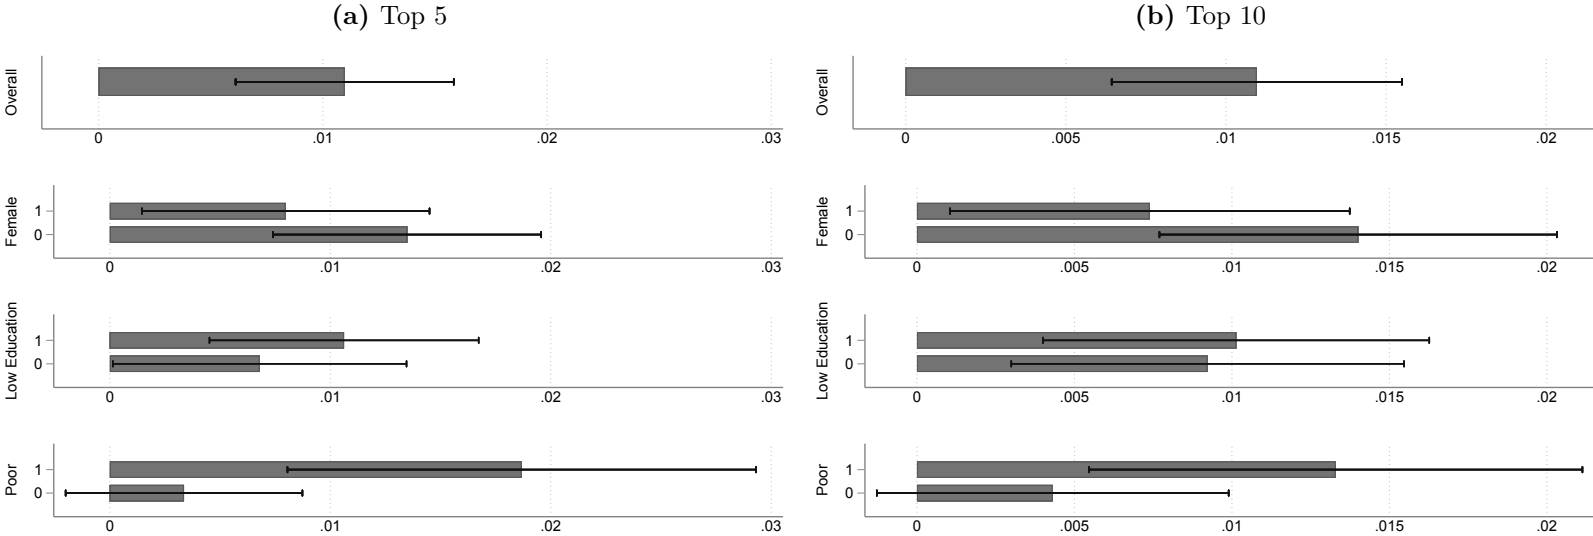 (a) Top 5
Overall
0 .01 .02 .03
Female
1
0
0 .01 .02 .03
Low Education
1
0
0 .01 .02 .03
Poor
1
0
0 .01 .02 .03
(b) Top 10
Overall
0 .005 .01 .015 .02
Female
1
0
0 .005 .01 .015 .02
Low Education
1
0
0 .005 .01 .015 .02
Poor
1
0
0 .005 .01 .015 .02